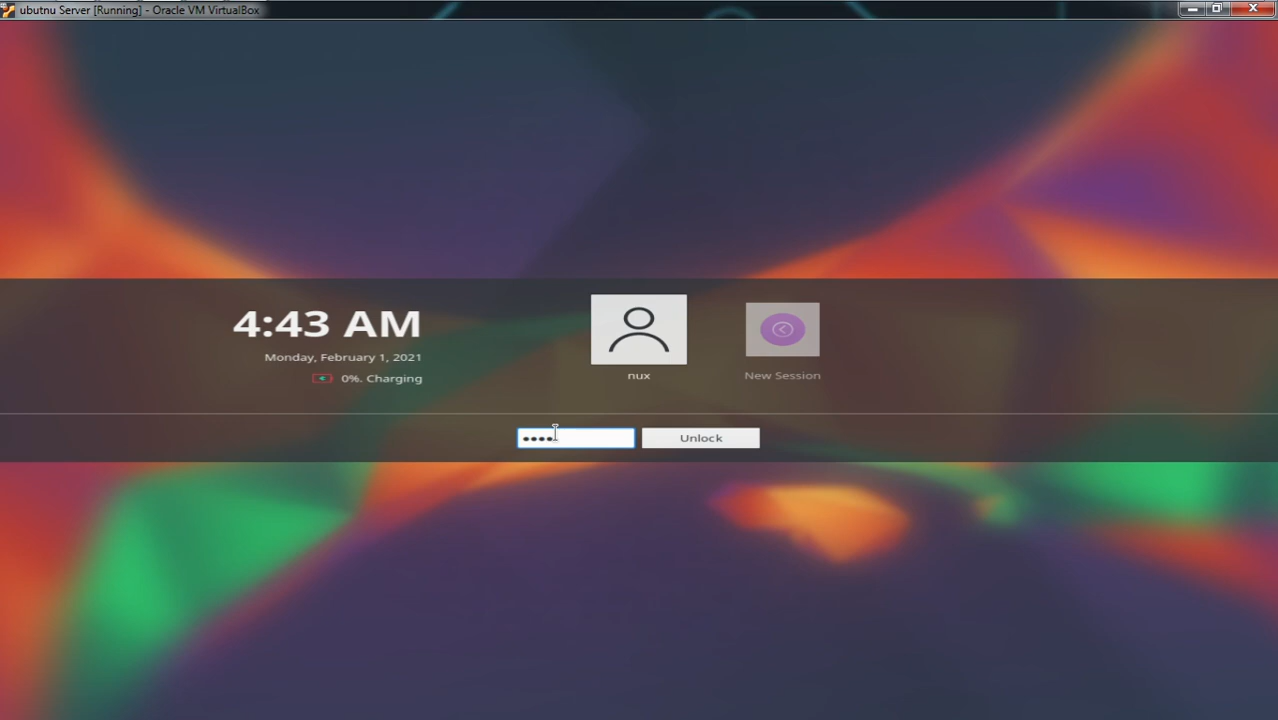 ubutnu Server [Running] - Oracle VM VirtualBox
4:43 AM
Monday, February 1, 2021
0%. Charging
nux
New Session
Unlock